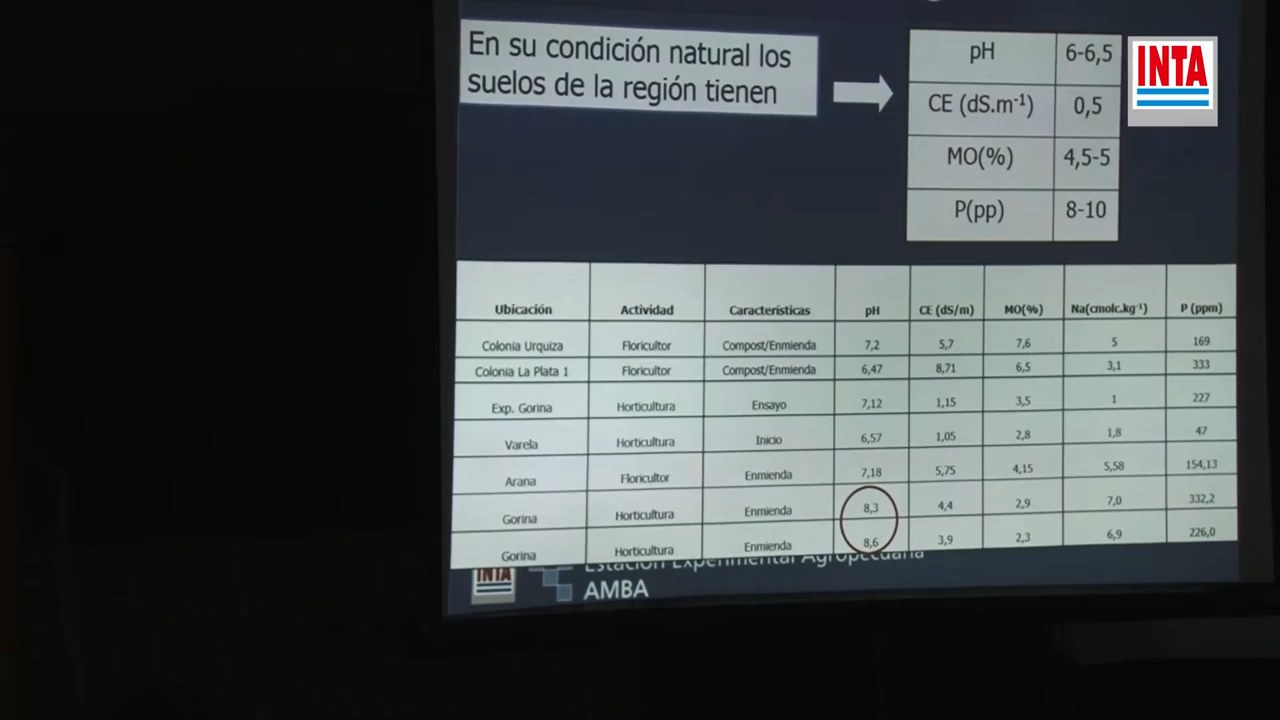 En su condición natural los
suelos de la región tienen
pH 6-6,5
CE (dS.m⁻¹) 0,5
MO(%) 4,5-5
P(pp) 8-10
INTA
Ubicación Actividad Características pH CE (dS/m) MO(%) Na(cmolc.kg⁻¹) P (ppm)
Colonia Urquiza Floricultor Compost/Enmienda 7,2 5,7 7,6 5 169
Colonia La Plata 1 Floricultor Compost/Enmienda 6,47 8,71 6,5 3,1 333
Exp. Gorina Horticultura Ensayo 7,12 1,15 3,5 1 227
Varela Horticultura Inicio 6,57 1,05 2,8 1,8 47
Arana Floricultor Enmienda 7,18 5,75 4,15 5,58 154,13
Gorina Horticultura Enmienda 8,3 4,4 2,9 7,0 332,2
Gorina Horticultura Enmienda 8,6 3,9 2,3 6,9 226,0
INTA
Estación Experimental Agropecuaria
AMBA